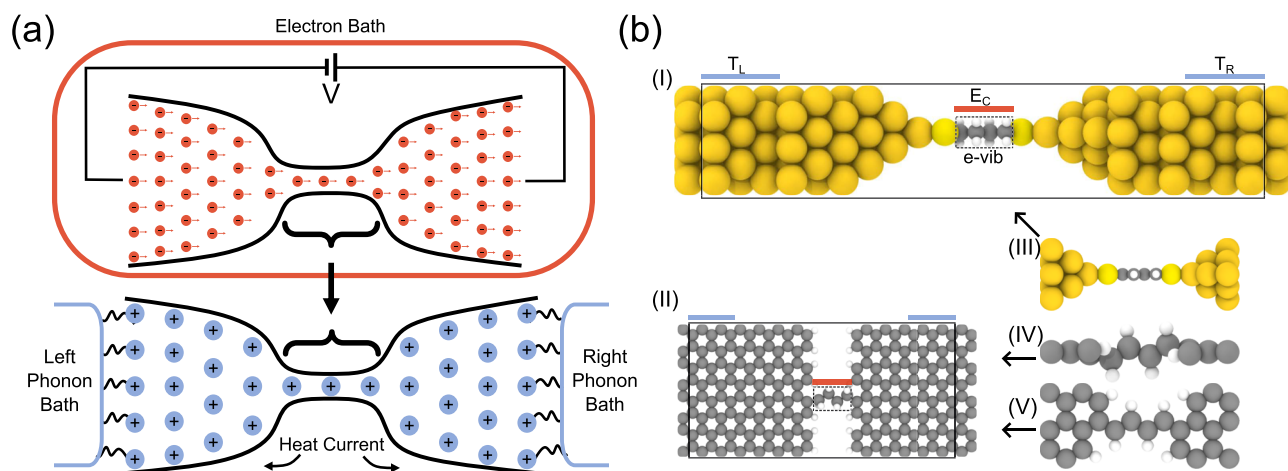 (a)
Electron Bath
V
Left
Phonon
Bath
Right
Phonon
Bath
Heat Current
(b)
(I)
T_L
T_R
E_C
e-vib
(III)
(II)
(IV)
(V)